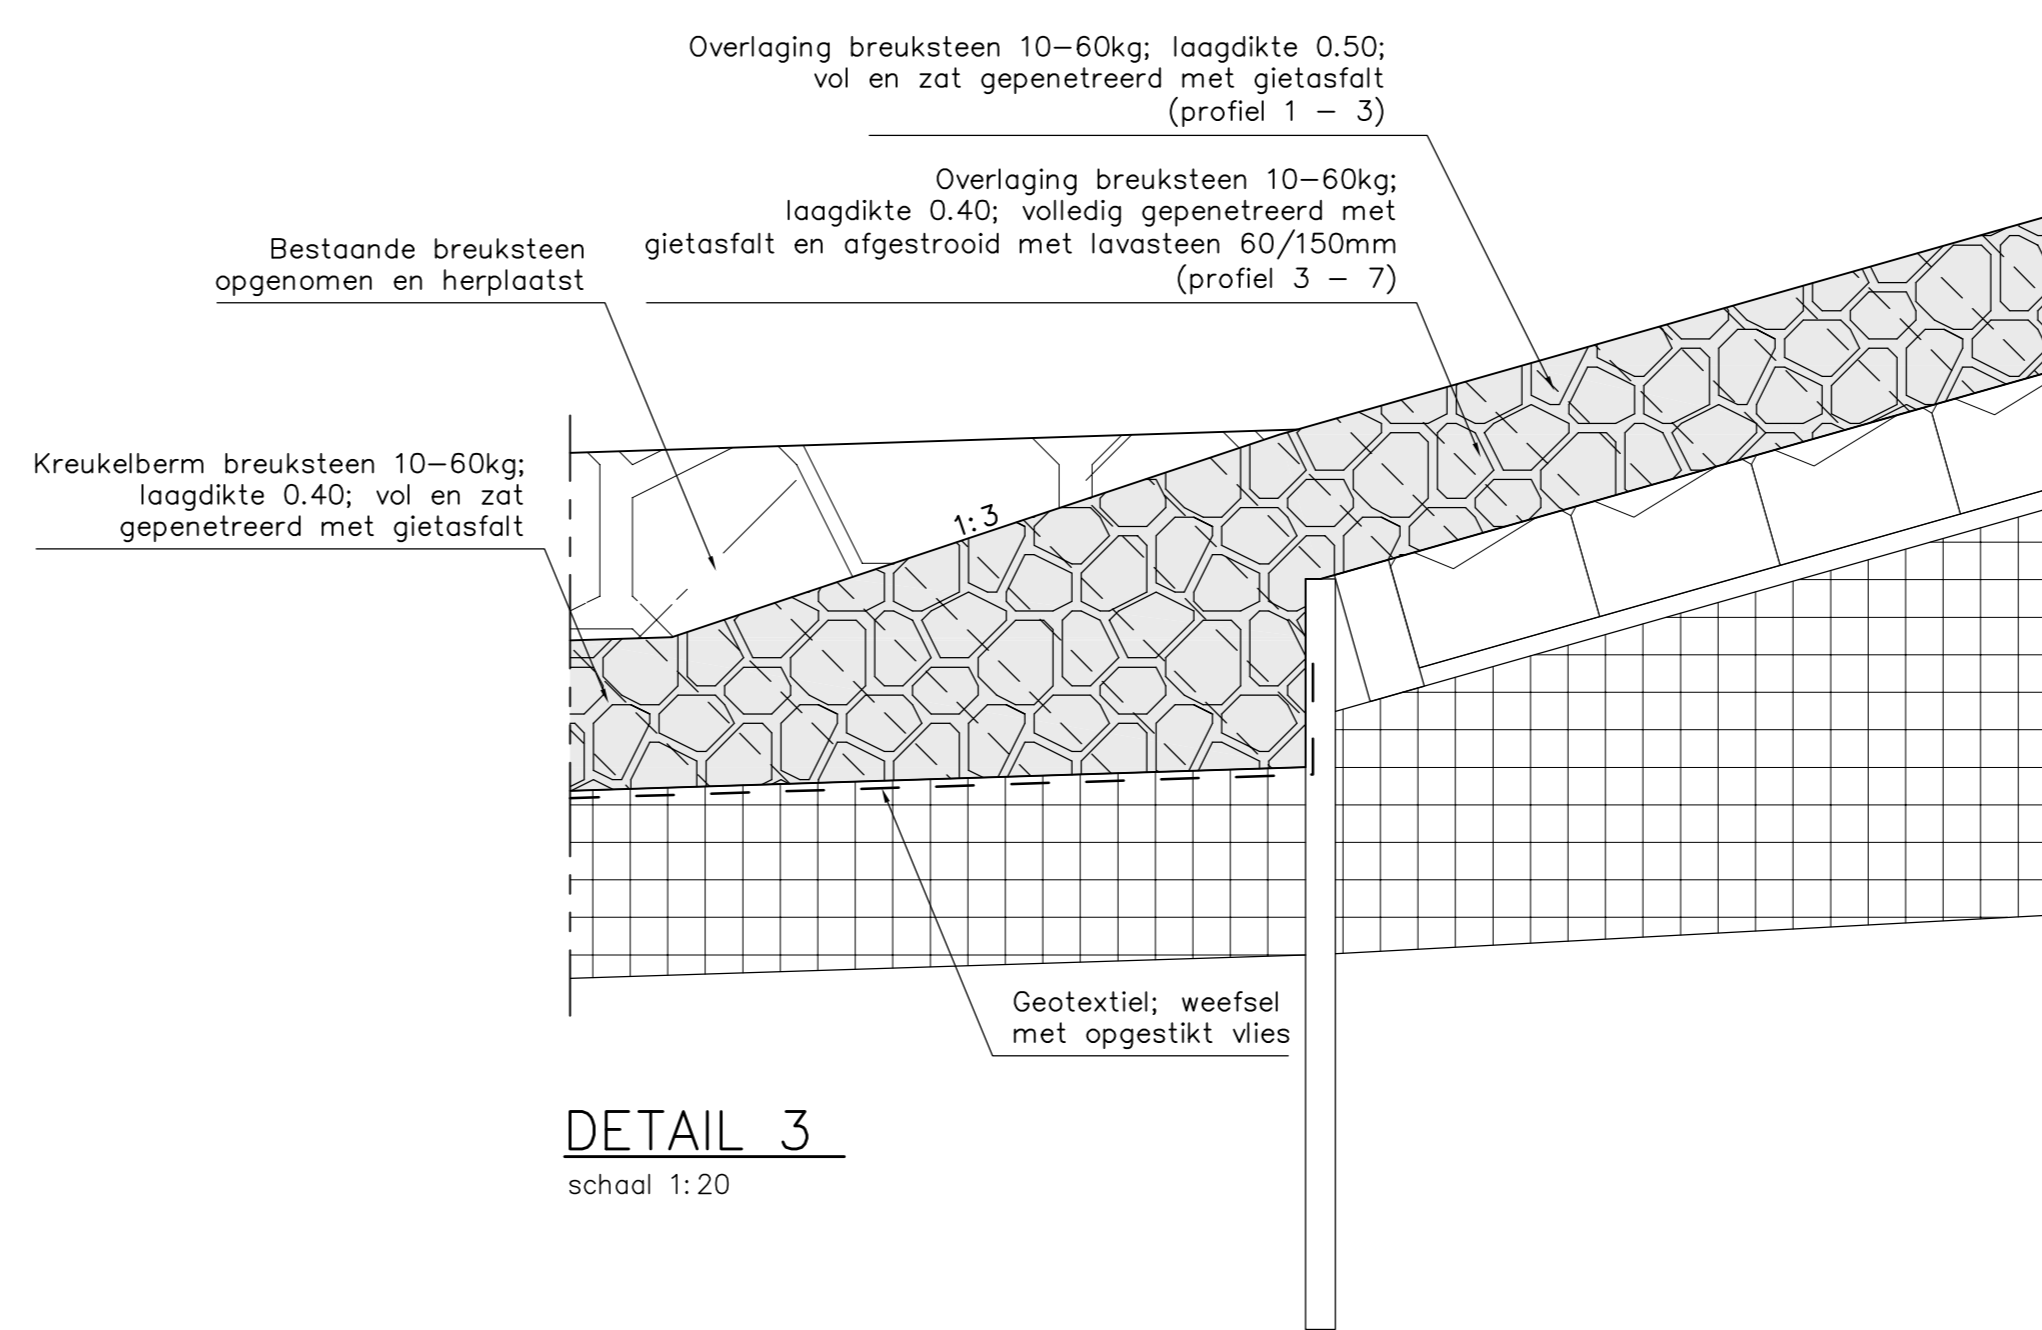 Overlaging breuksteen 10-60kg; laagdikte 0.50;
vol en zat gepenetreerd met gietasfalt
(profiel 1 - 3)
Overlaging breuksteen 10-60kg;
laagdikte 0.40; volledig gepenetreerd met
gietasfalt en afgestrooid met lavasteen 60/150mm
(profiel 3 - 7)
Bestaande breuksteen
opgenomen en herplaatst
Kreukelberm breuksteen 10-60kg;
laagdikte 0.40; vol en zat
gepenetreerd met gietasfalt
1:3
Geotextiel; weefsel
met opgestikt vlies
DETAIL 3
schaal 1:20